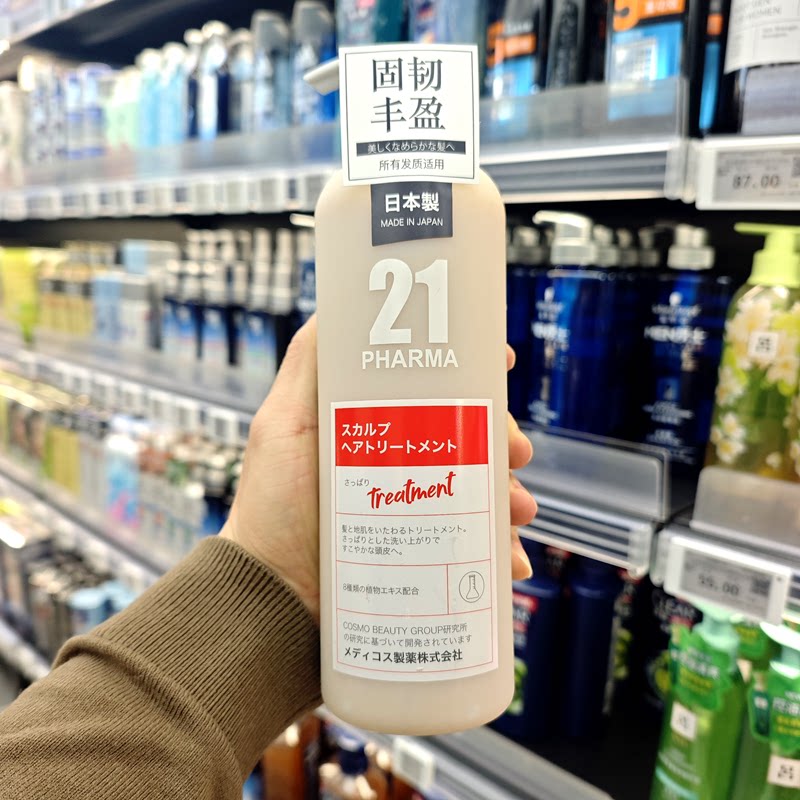 固韧
丰盈
美しくなめらかな髪へ
所有发质适用
日本製
MADE IN JAPAN
21
PHARMA
スカルプ
ヘアトリートメント
さっぱり
treatment
髪と地肌をいたわるトリートメント。
さっぱりとした洗い上がりで
すこやかな頭皮へ。
8種類の植物エキス配合
COSMO BEAUTY GROUP研究所
の研究に基づいて開発されています
メディコス製薬株式会社
87.00
55.00